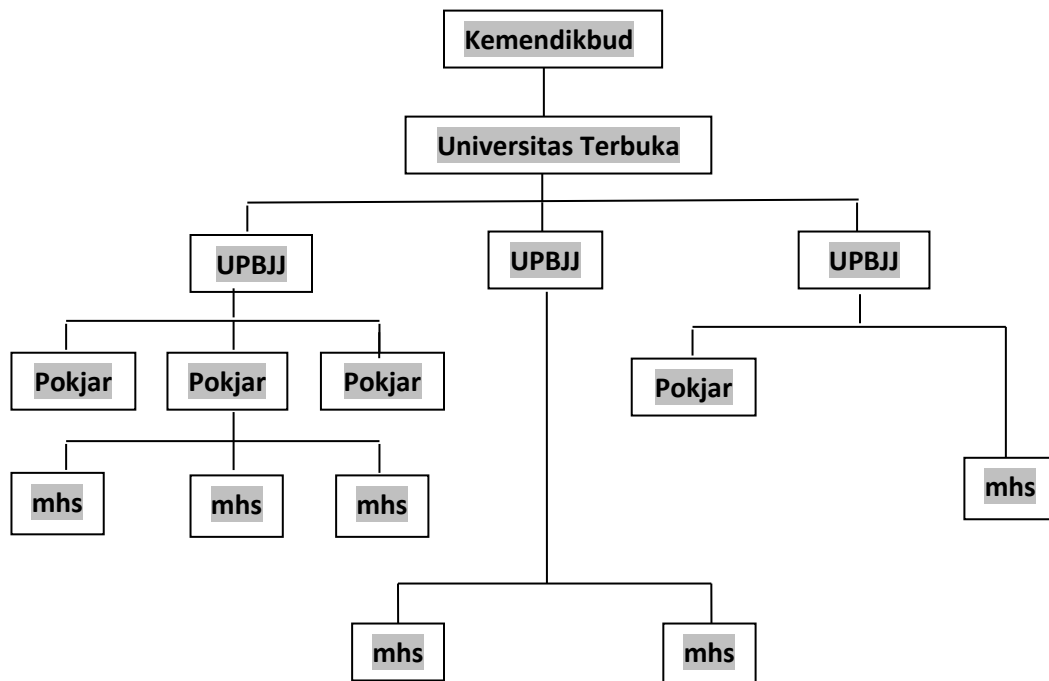 Kemendikbud
Universitas Terbuka
UPBJJ
UPBJJ
UPBJJ
Pokjar
Pokjar
Pokjar
Pokjar
mhs
mhs
mhs
mhs
mhs
mhs